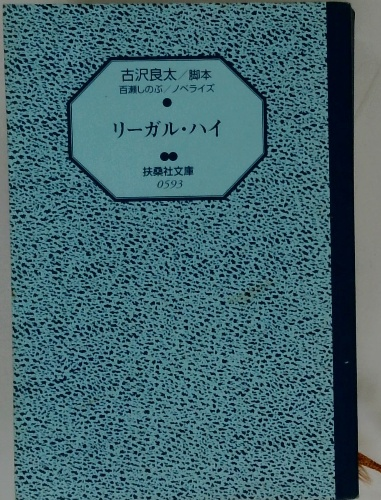 古沢良太／脚本
百瀬しのぶ／ノベライズ
リーガル・ハイ
扶桑社文庫
0593